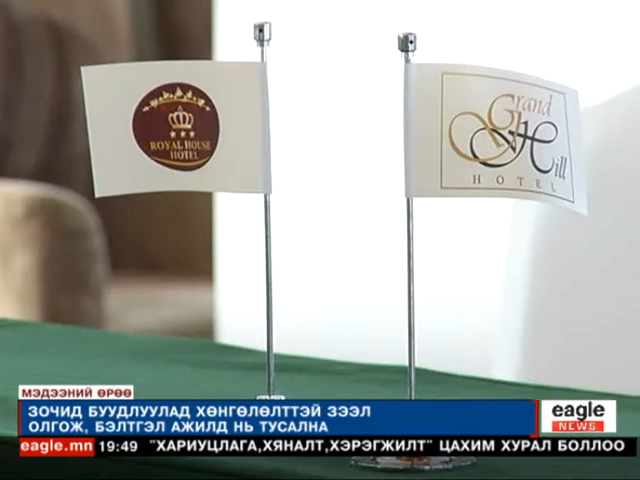 ROYAL HOUSE
HOTEL
Grand
Hill
HOTEL
МЭДЭЭНИЙ ӨРӨӨ
ЗОЧИД БУУДЛУУЛАД ХӨНГӨЛӨЛТТЭЙ ЗЭЭЛ
ОЛГОЖ, БЭЛТГЭЛ АЖИЛД НЬ ТУСАЛНА
eagle
NEWS
eagle.mn 19:49 "ХАРИУЦЛАГА,ХЯНАЛТ,ХЭРЭГЖИЛТ" ЦАХИМ ХУРАЛ БОЛЛОО